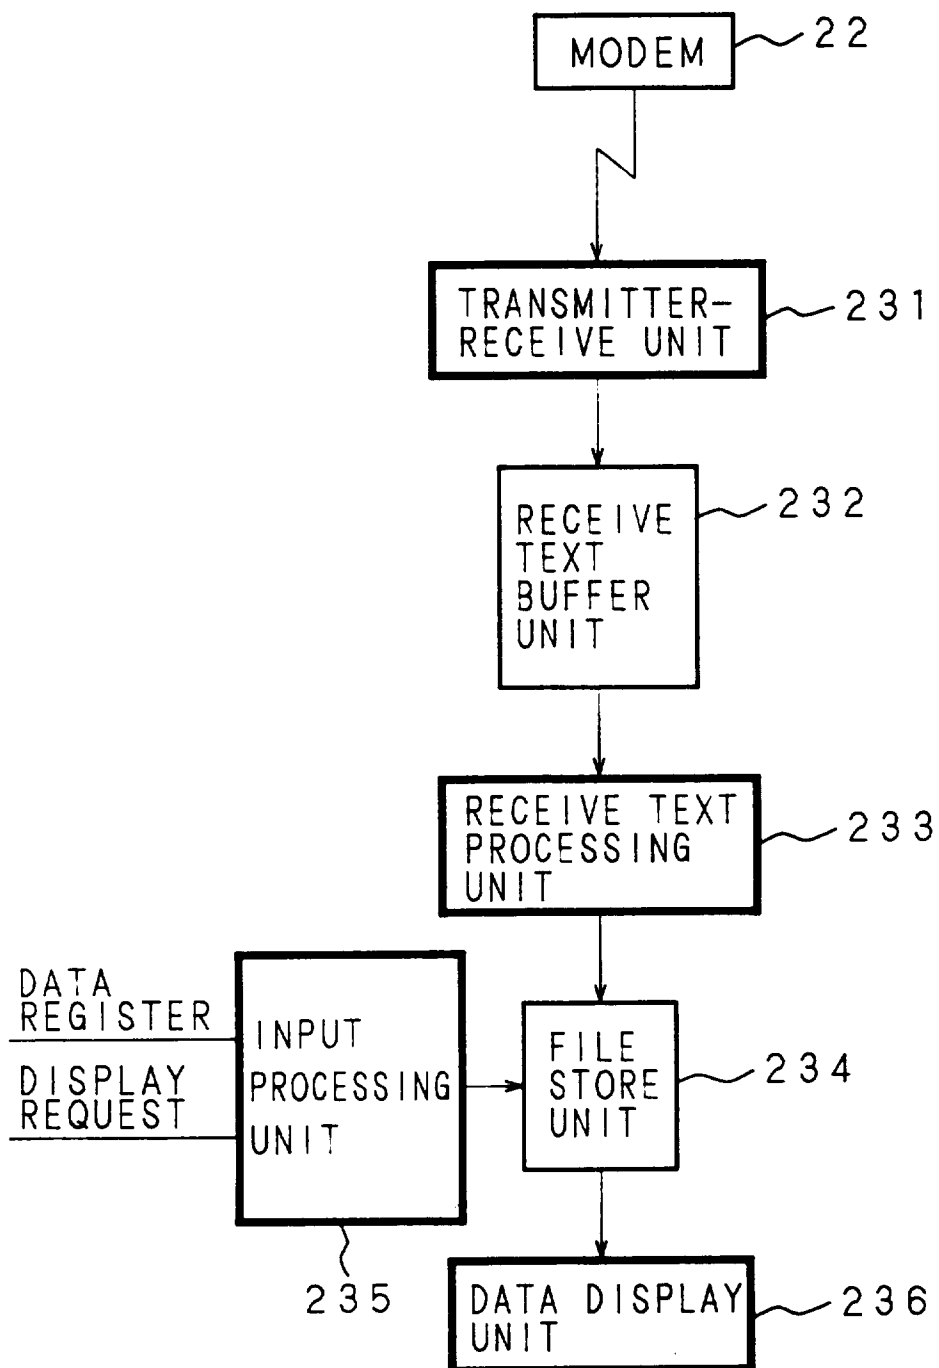 MODEM
22
TRANSMITTER-
RECEIVE UNIT
231
RECEIVE
TEXT
BUFFER
UNIT
232
RECEIVE TEXT
PROCESSING
UNIT
233
DATA
REGISTER
DISPLAY
REQUEST
INPUT
PROCESSING
UNIT
235
FILE
STORE
UNIT
234
DATA DISPLAY
UNIT
236